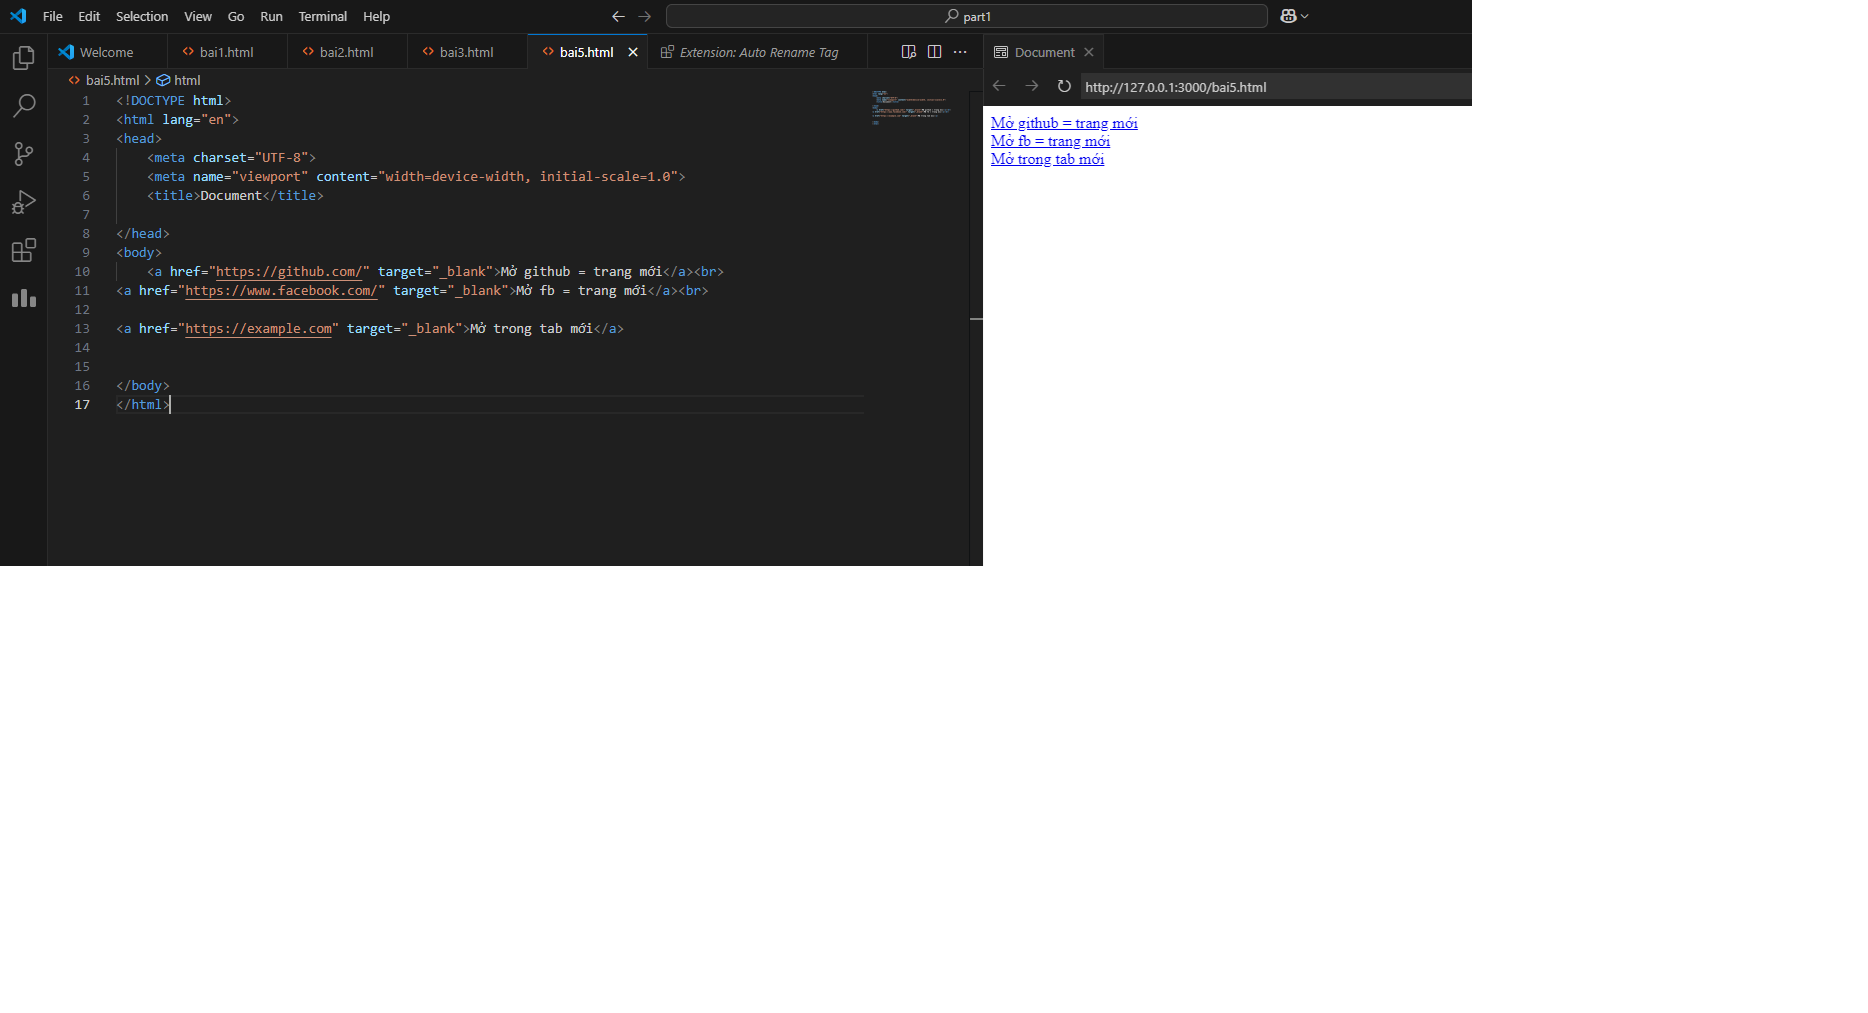 File Edit Selection View Go Run Terminal Help
part1
Welcome
bai1.html
bai2.html
bai3.html
bai5.html
Extension: Auto Rename Tag
Document
bai5.html > html
http://127.0.0.1:3000/bai5.html
1 <!DOCTYPE html>
2 <html lang="en">
3 <head>
4 <meta charset="UTF-8">
5 <meta name="viewport" content="width=device-width, initial-scale=1.0">
6 <title>Document</title>
7
8 </head>
9 <body>
10 <a href="https://github.com/" target="_blank">Mở github = trang mới</a><br>
11 <a href="https://www.facebook.com/" target="_blank">Mở fb = trang mới</a><br>
12
13 <a href="https://example.com" target="_blank">Mở trong tab mới</a>
14
15
16 </body>
17 </html>
Mở github = trang mới
Mở fb = trang mới
Mở trong tab mới